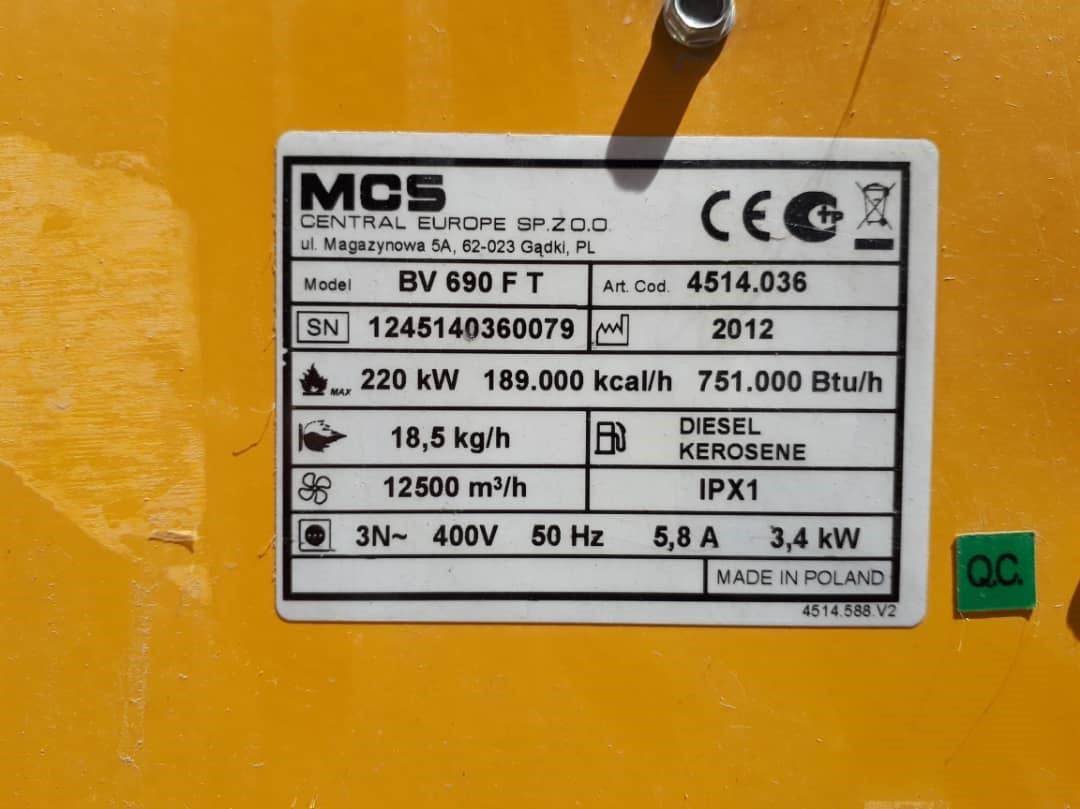 MCS
CENTRAL EUROPE SP.Z O.O.
ul. Magazynowa 5A, 62-023 Gądki, PL
CE
Model BV 690 F T Art. Cod. 4514.036
SN 1245140360079 2012
MAX 220 kW 189.000 kcal/h 751.000 Btu/h
18,5 kg/h DIESEL
KEROSENE
12500 m³/h IPX1
3N~ 400V 50 Hz 5,8 A 3,4 kW
MADE IN POLAND
4514.588.V2
Q.C.